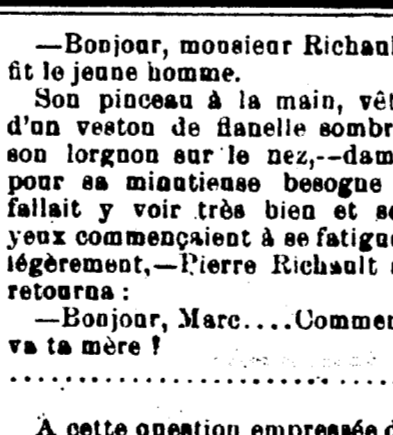 —Bonjour, monsieur Richaul
fit le jeune homme.
Son pinceau à la main, vêt
d'un veston de flanelle sombr
son lorgnon sur le nez,--dam
pour sa minutieuse besogne
fallait y voir très bien et se
yeux commençaient à se fatigue
légèrement,—Pierre Richault
retourna :
—Bonjour, Marc....Commen
va ta mère !
........................................
A cette question empressée d